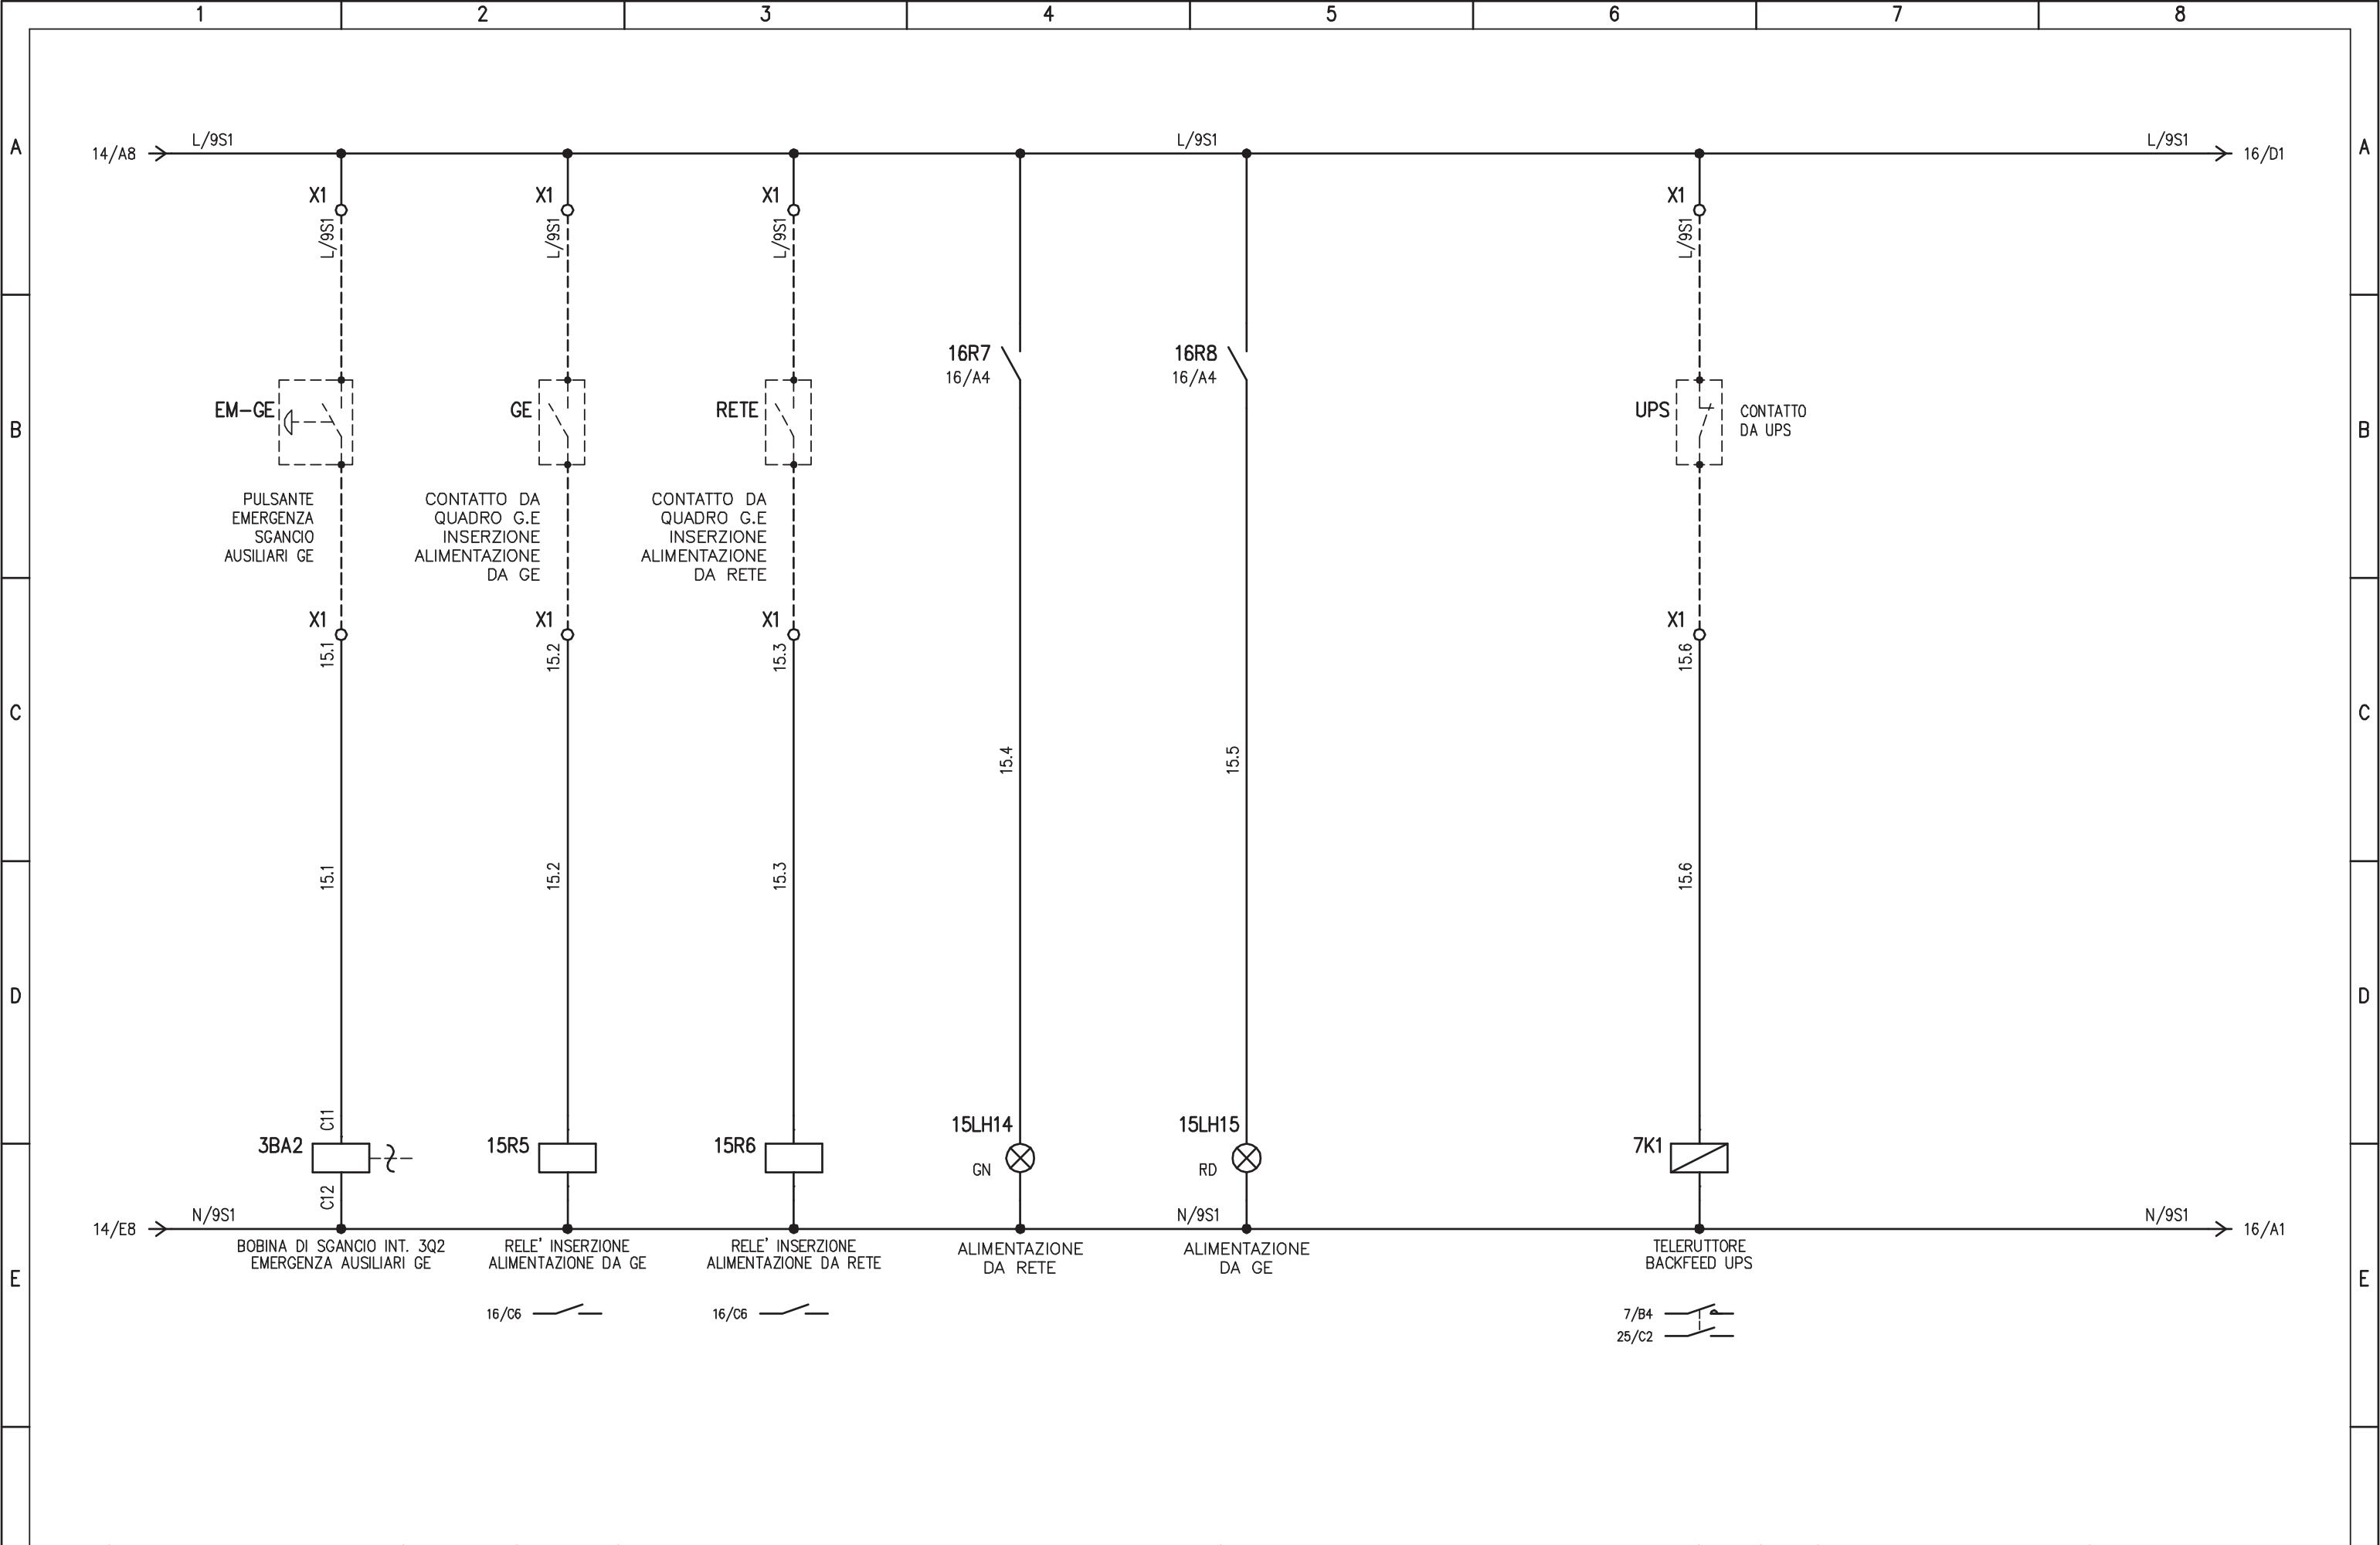 1 2 3 4 5 6 7 8
A A
14/A8 L/9S1 L/9S1 L/9S1 16/D1
X1 X1 X1 X1
L/9S1 L/9S1 L/9S1 L/9S1
16R7 16R8
16/A4 16/A4
EM-GE GE RETE UPS
CONTATTO
DA UPS
B B
PULSANTE
EMERGENZA
SGANCIO
AUSILIARI GE
CONTATTO DA
QUADRO G.E
INSERZIONE
ALIMENTAZIONE
DA GE
CONTATTO DA
QUADRO G.E
INSERZIONE
ALIMENTAZIONE
DA RETE
X1 X1 X1 X1
15.1 15.2 15.3 15.6
C C
15.4 15.5
15.1 15.2 15.3 15.6
D D
C11
3BA2 15R5 15R6 15LH14 15LH15 7K1
GN RD
C12
14/E8 N/9S1 N/9S1 N/9S1 16/A1
BOBINA DI SGANCIO INT. 3Q2
EMERGENZA AUSILIARI GE
RELE' INSERZIONE
ALIMENTAZIONE DA GE
RELE' INSERZIONE
ALIMENTAZIONE DA RETE
ALIMENTAZIONE
DA RETE
ALIMENTAZIONE
DA GE
TELERUTTORE
BACKFEED UPS
E E
16/C6 16/C6 7/B4
25/C2